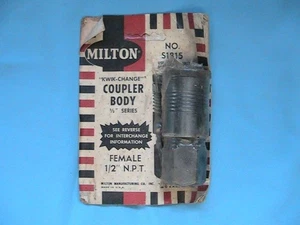 MILTON
NO.
S1815
"KWIK-CHANGE"
COUPLER
BODY
½" SERIES
SEE REVERSE
FOR INTERCHANGE
INFORMATION
FEMALE
1/2" N.P.T.
MILTON MANUFACTURING CO. INC.